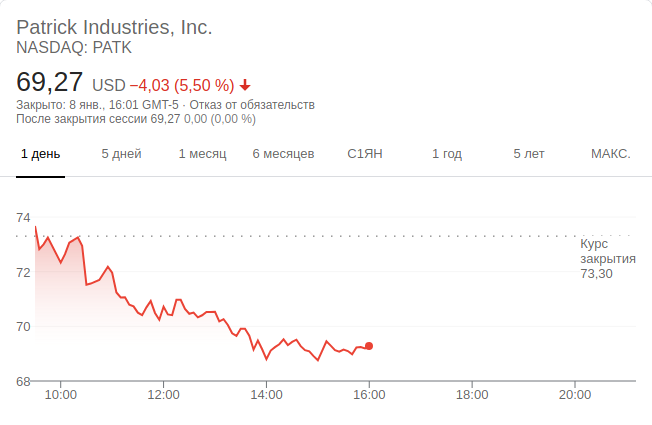 Patrick Industries, Inc.
NASDAQ: PATK
69,27 USD −4,03 (5,50 %)
Закрыто: 8 янв., 16:01 GMT-5 · Отказ от обязательств
После закрытия сессии 69,27 0,00 (0,00 %)
1 день 5 дней 1 месяц 6 месяцев С1ЯН 1 год 5 лет МАКС.
74
Курс
закрытия
73,30
72
70
68
10:00 12:00 14:00 16:00 18:00 20:00